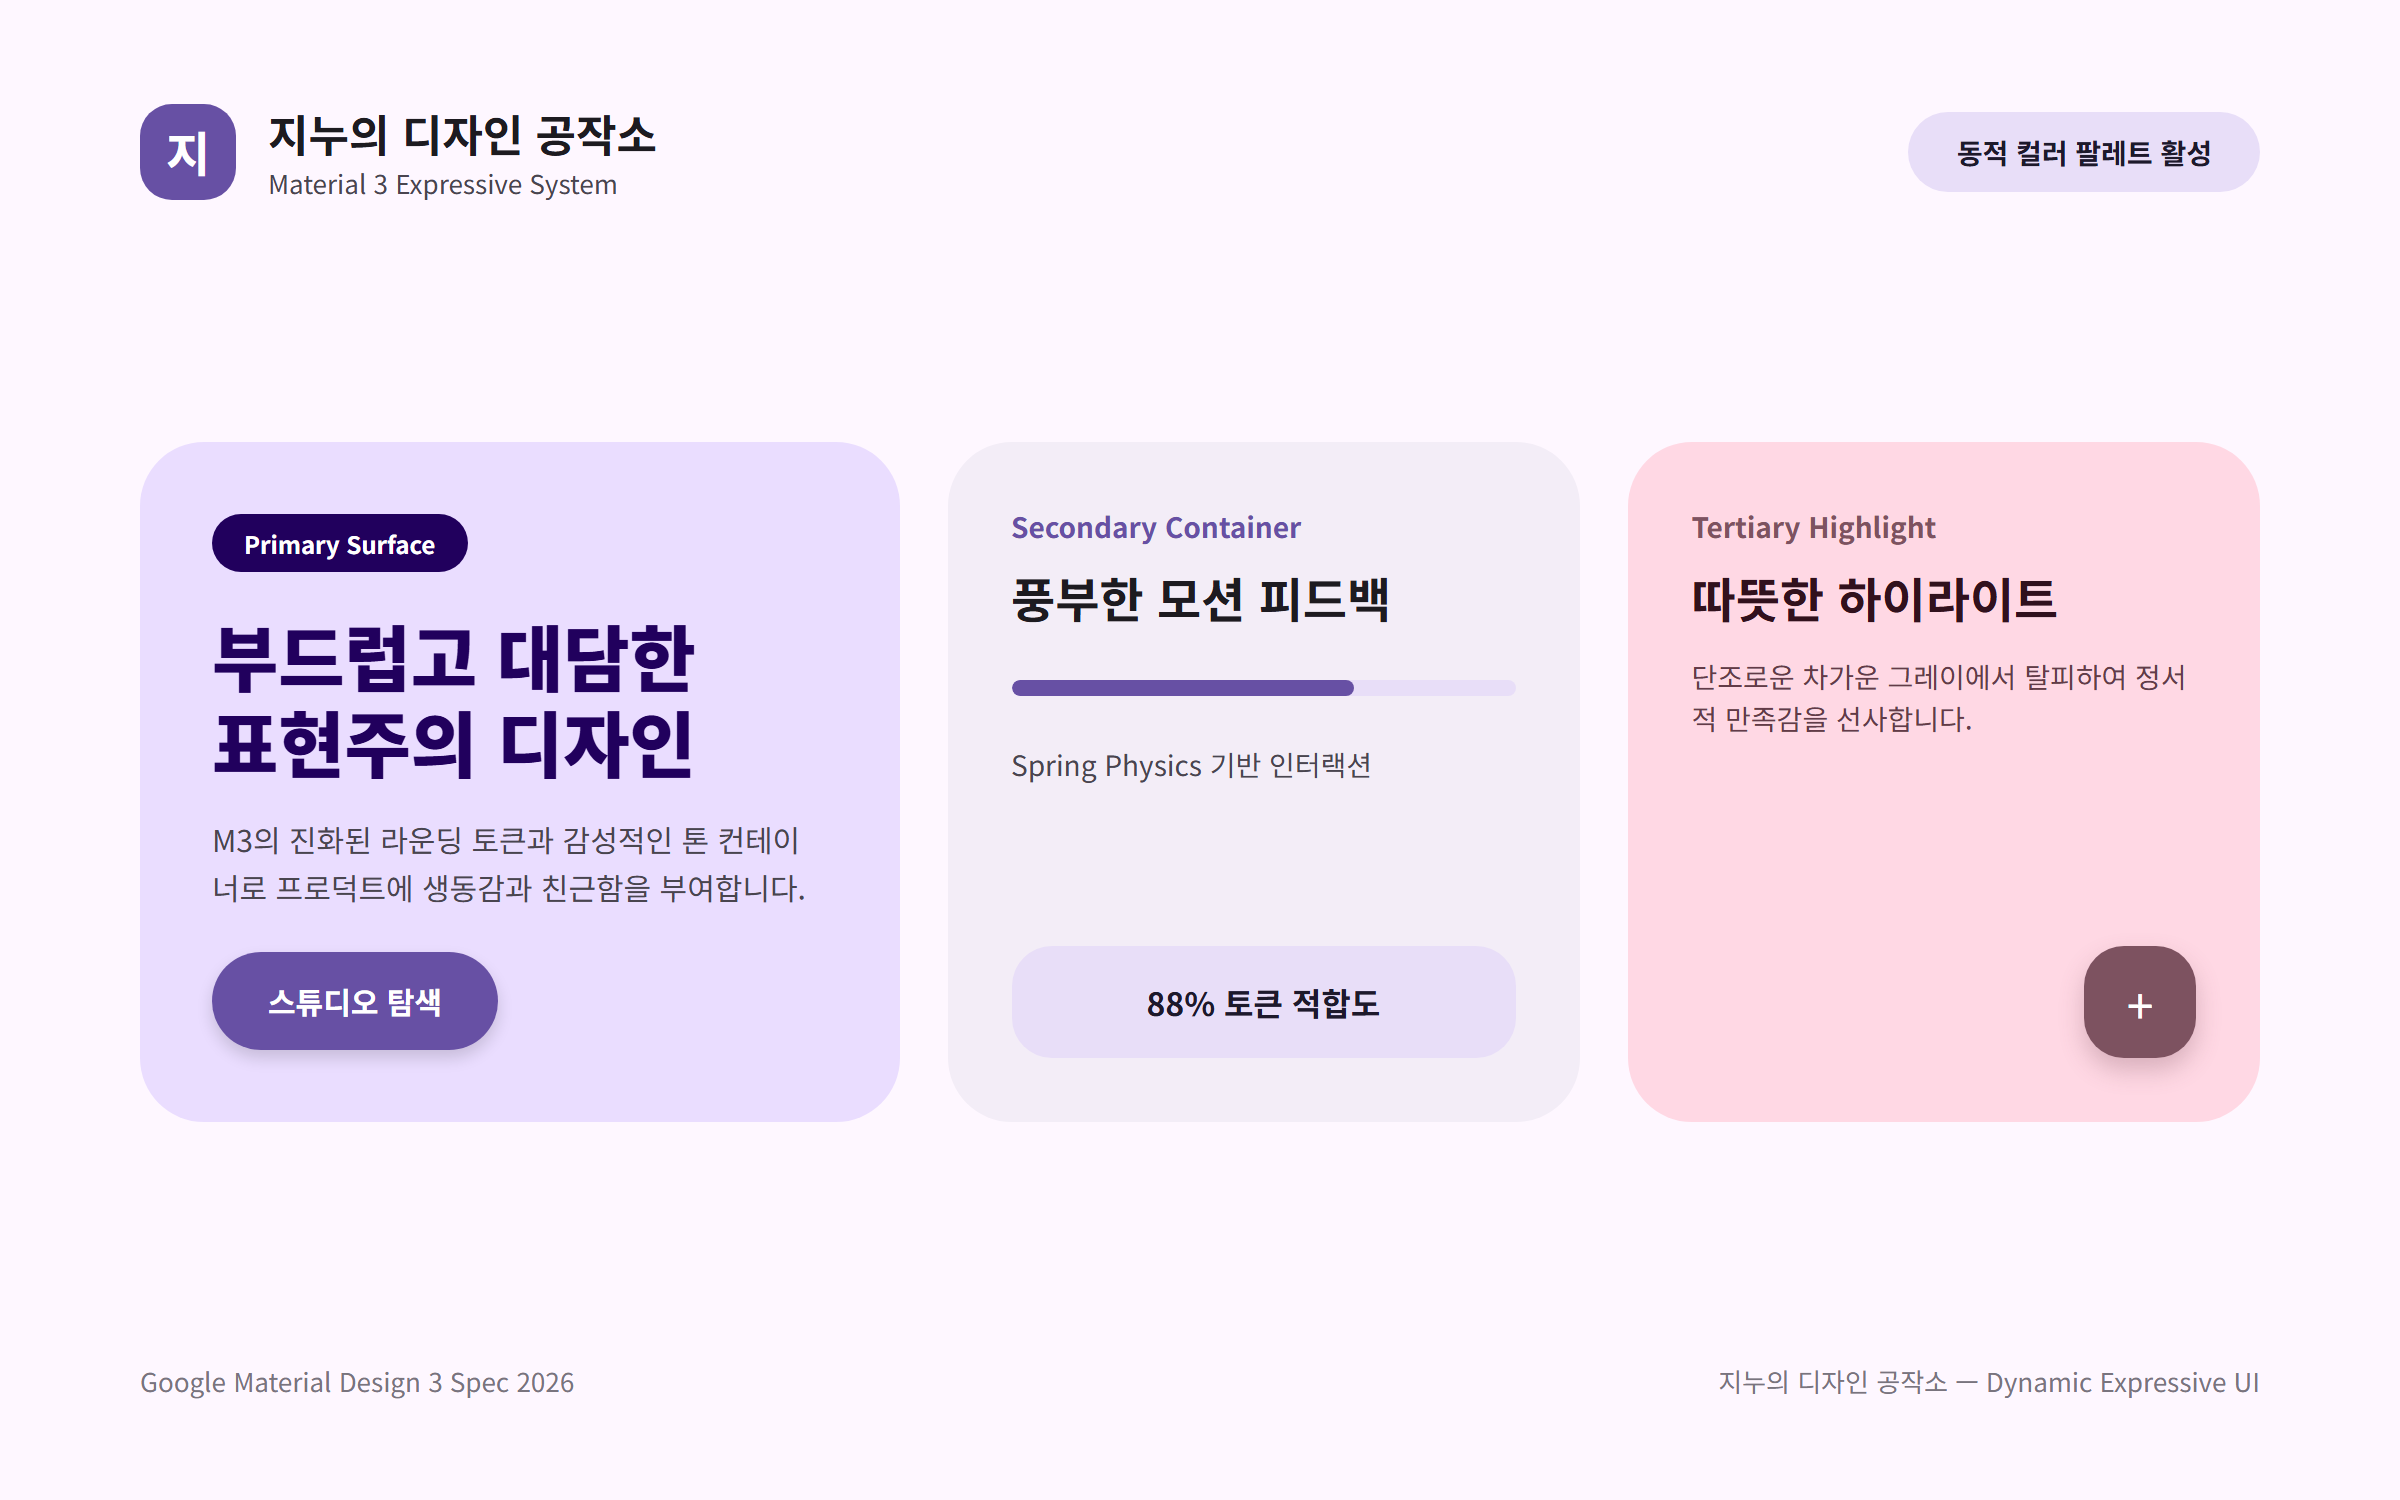 지
지누의 디자인 공작소
Material 3 Expressive System
동적 컬러 팔레트 활성
Primary Surface
부드럽고 대담한
표현주의 디자인
M3의 진화된 라운딩 토큰과 감성적인 톤 컨테이
너로 프로덕트에 생동감과 친근함을 부여합니다.
스튜디오 탐색
Secondary Container
풍부한 모션 피드백
Spring Physics 기반 인터랙션
88% 토큰 적합도
Tertiary Highlight
따뜻한 하이라이트
단조로운 차가운 그레이에서 탈피하여 정서
적 만족감을 선사합니다.
+
Google Material Design 3 Spec 2026
지누의 디자인 공작소 — Dynamic Expressive UI